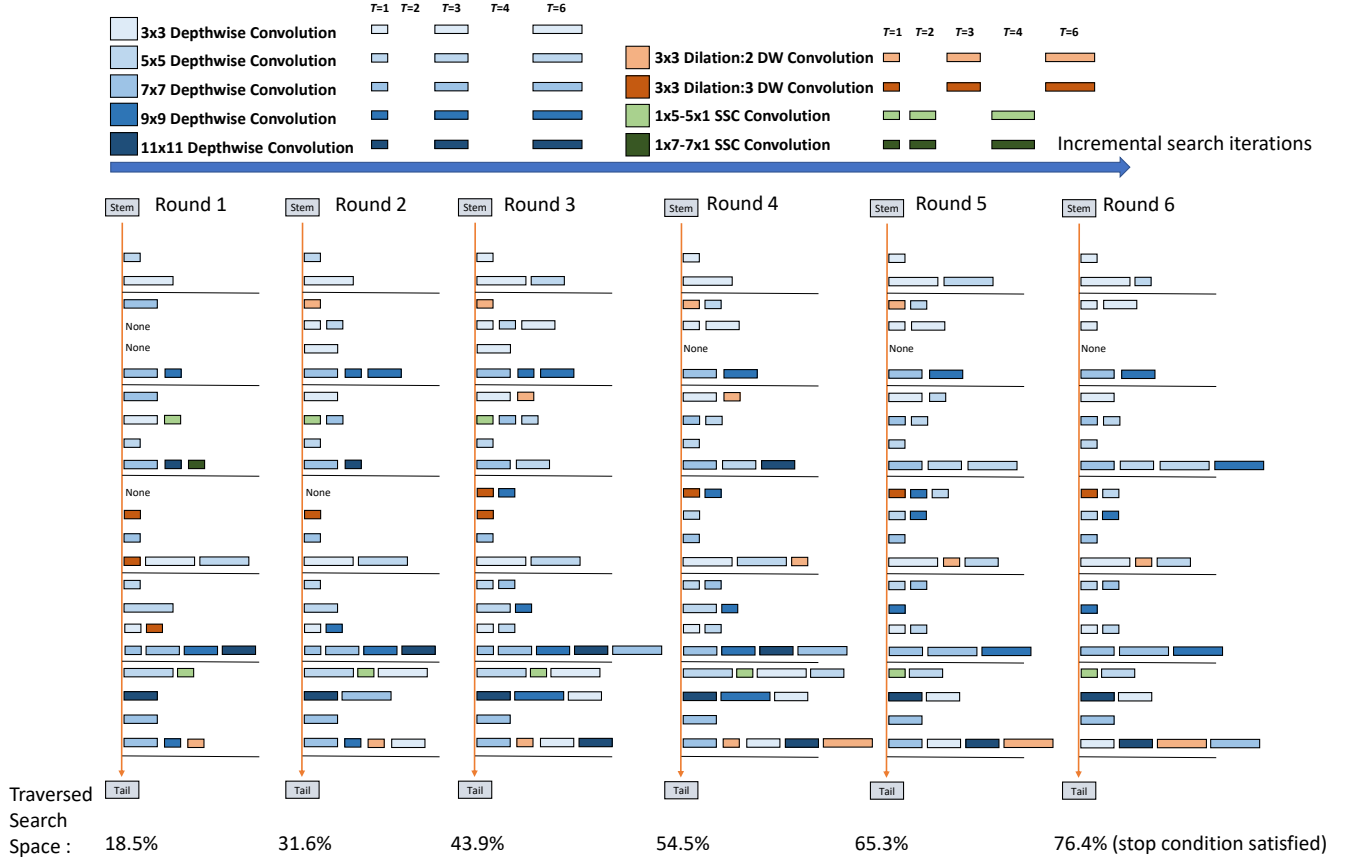 T=1 T=2 T=3 T=4 T=6
3x3 Depthwise Convolution
5x5 Depthwise Convolution
7x7 Depthwise Convolution
9x9 Depthwise Convolution
11x11 Depthwise Convolution
T=1 T=2 T=3 T=4 T=6
3x3 Dilation:2 DW Convolution
3x3 Dilation:3 DW Convolution
1x5-5x1 SSC Convolution
1x7-7x1 SSC Convolution
Incremental search iterations
Stem Round 1 Stem Round 2 Stem Round 3 Stem Round 4 Stem Round 5 Stem Round 6
None
None None None None
None None
Tail Tail Tail Tail Tail Tail
Traversed
Search
Space : 18.5% 31.6% 43.9% 54.5% 65.3% 76.4% (stop condition satisfied)